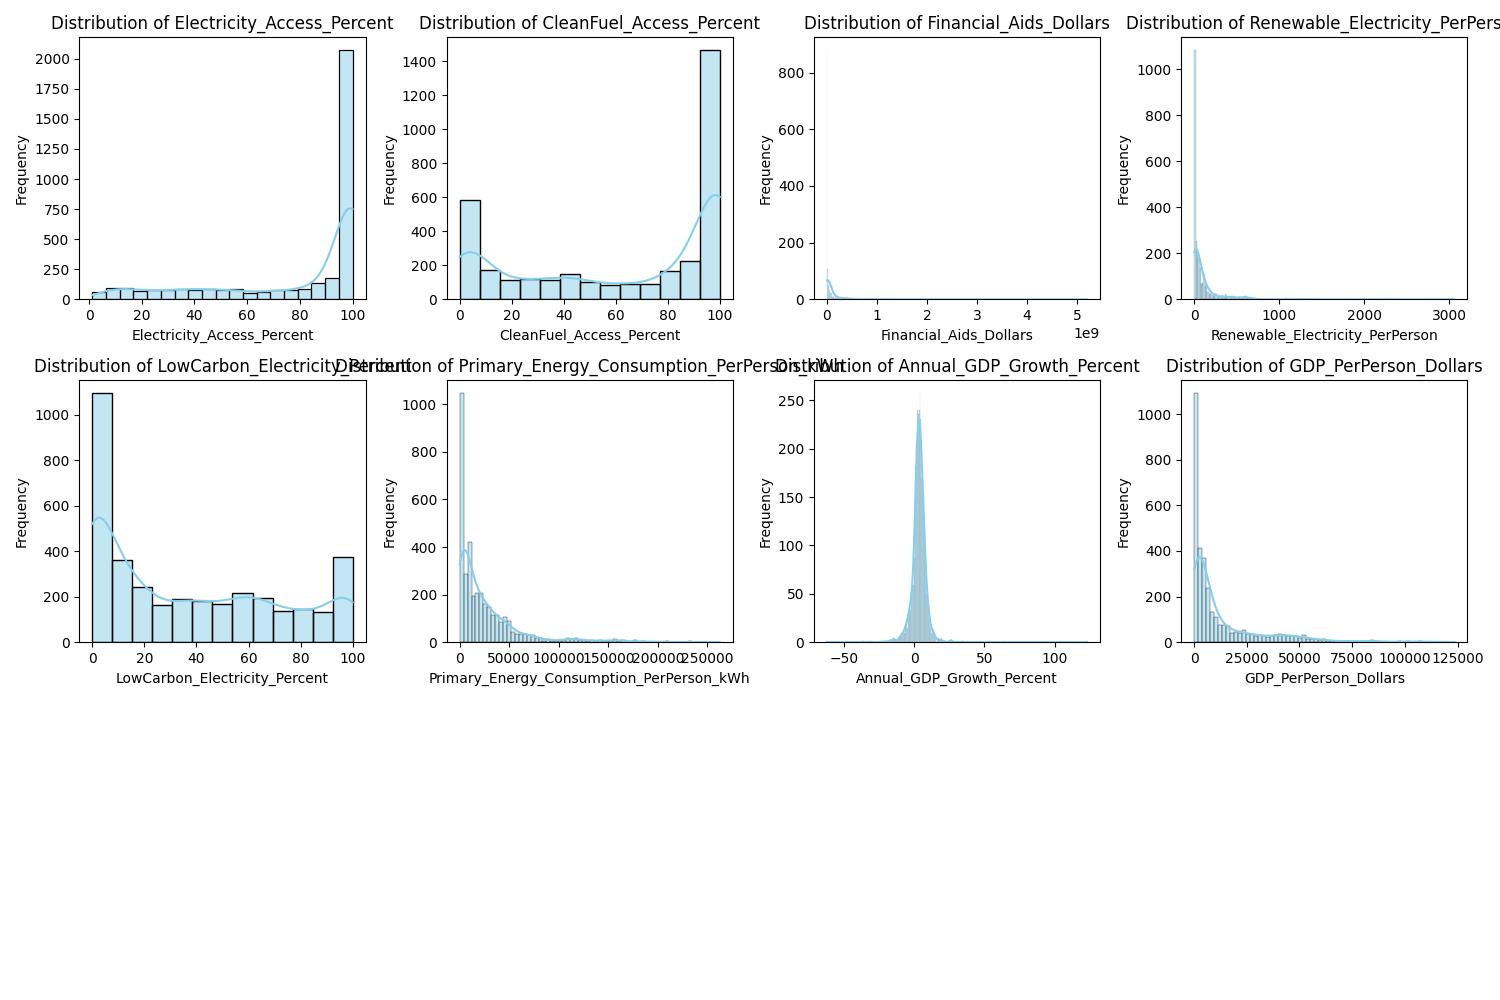 Distribution of Electricity_Access_Percent
Distribution of CleanFuel_Access_Percent
Distribution of Financial_Aids_Dollars
Distribution of Renewable_Electricity_PerPers
Frequency
2000
1750
1500
1250
1000
750
500
250
0
0 20 40 60 80 100
Electricity_Access_Percent
Frequency
1400
1200
1000
800
600
400
200
0
0 20 40 60 80 100
CleanFuel_Access_Percent
Frequency
800
600
400
200
0
0 1 2 3 4 5
1e9
Financial_Aids_Dollars
Frequency
1000
800
600
400
200
0
0 1000 2000 3000
Renewable_Electricity_PerPerson
Distribution of LowCarbon_Electricity_Percent
Distribution of Primary_Energy_Consumption_PerPerson_kWh
Distribution of Annual_GDP_Growth_Percent
Distribution of GDP_PerPerson_Dollars
Frequency
1000
800
600
400
200
0
0 20 40 60 80 100
LowCarbon_Electricity_Percent
Frequency
1000
800
600
400
200
0
0 50000 100000 150000 200000 250000
Primary_Energy_Consumption_PerPerson_kWh
Frequency
250
200
150
100
50
0
−50 0 50 100
Annual_GDP_Growth_Percent
Frequency
1000
800
600
400
200
0
0 25000 50000 75000 100000 125000
GDP_PerPerson_Dollars